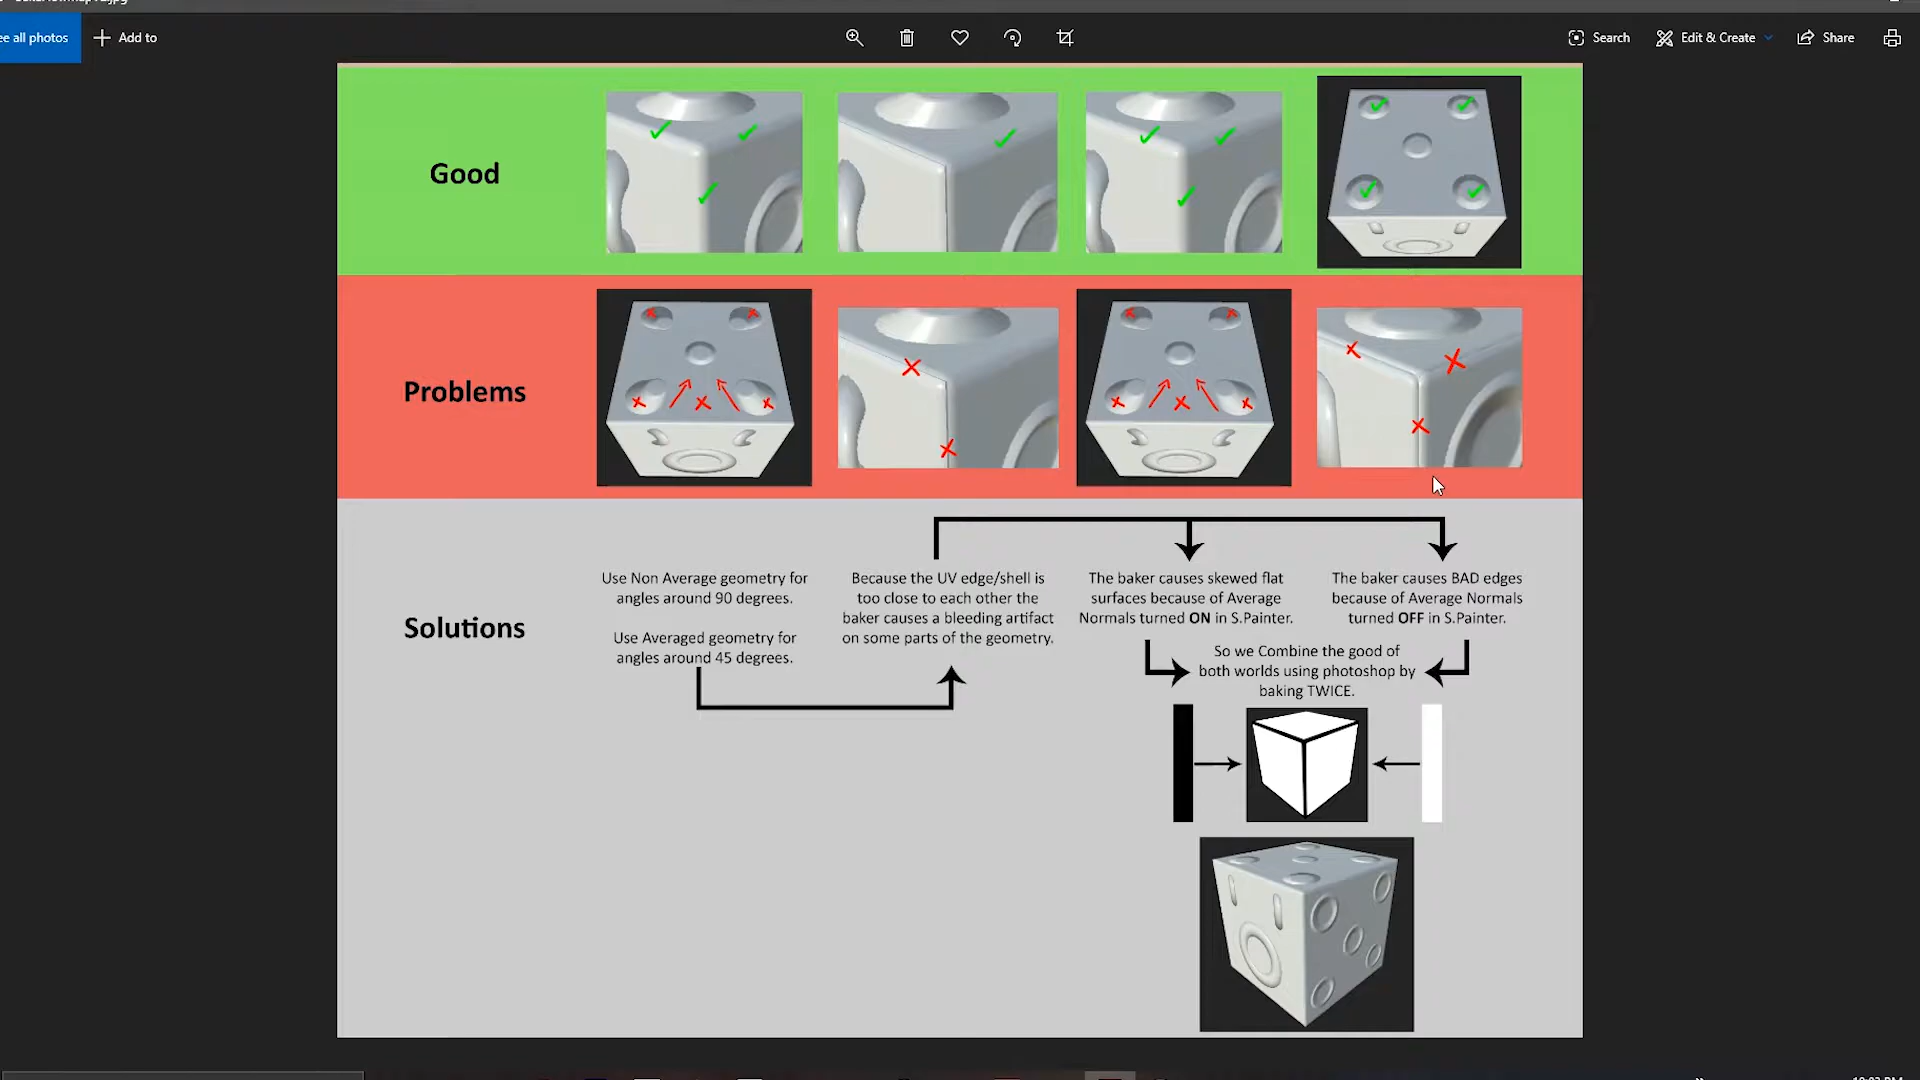 ee all photos
Add to
Search
Edit & Create
Share
Good
Problems
Solutions
Use Non Average geometry for
angles around 90 degrees.
Use Averaged geometry for
angles around 45 degrees.
Because the UV edge/shell is
too close to each other the
baker causes a bleeding artifact
on some parts of the geometry.
The baker causes skewed flat
surfaces because of Average
Normals turned ON in S.Painter.
The baker causes BAD edges
because of Average Normals
turned OFF in S.Painter.
So we Combine the good of
both worlds using photoshop by
baking TWICE.